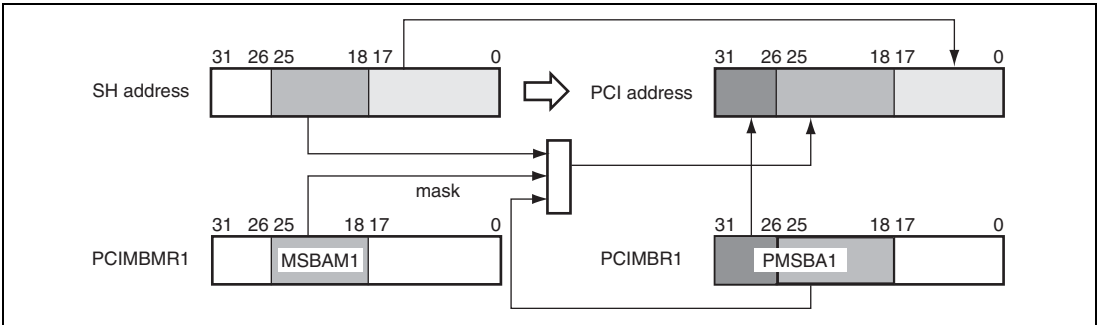 31 26 25 18 17 0
SH address
31 26 25 18 17 0
PCI address
mask
31 26 25 18 17 0
PCIMBMR1 MSBAM1
31 26 25 18 17 0
PCIMBR1 PMSBA1